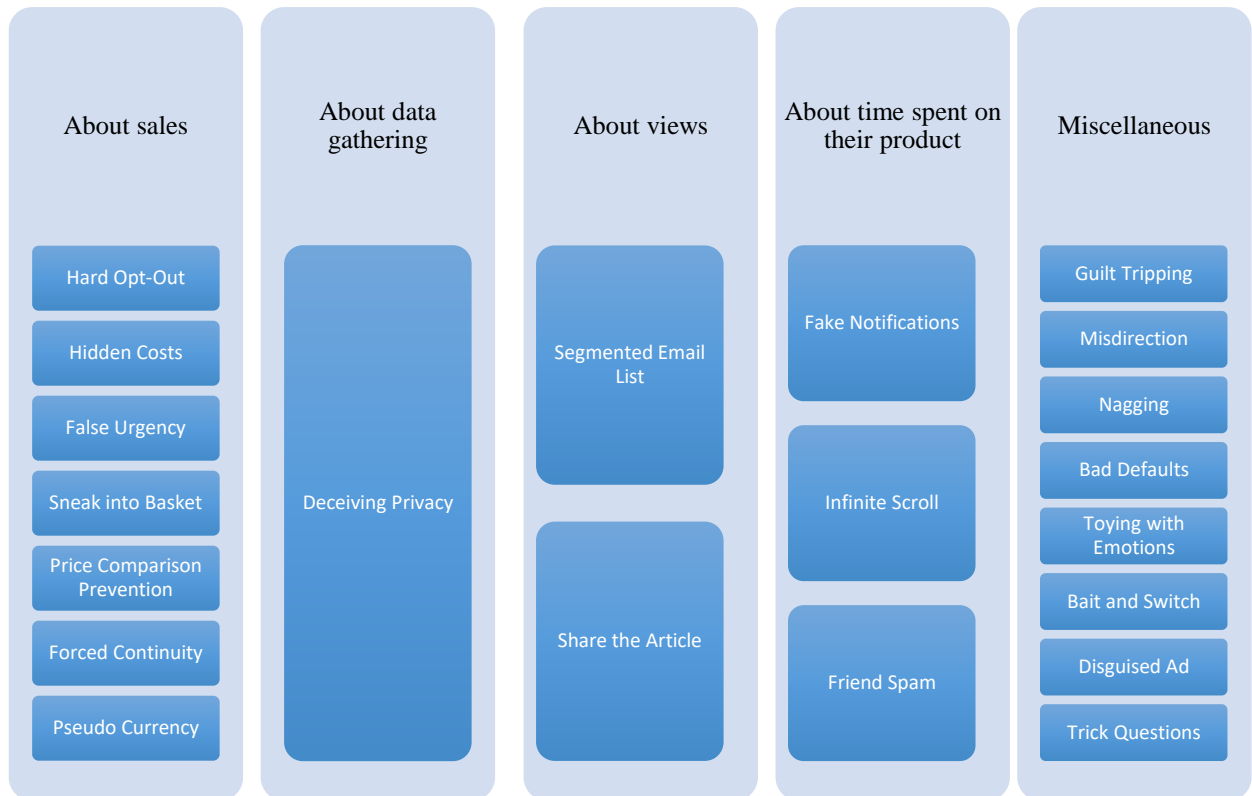 About sales
Hard Opt-Out
Hidden Costs
False Urgency
Sneak into Basket
Price Comparison
Prevention
Forced Continuity
Pseudo Currency
About data
gathering
Deceiving Privacy
About views
Segmented Email
List
Share the Article
About time spent on
their product
Fake Notifications
Infinite Scroll
Friend Spam
Miscellaneous
Guilt Tripping
Misdirection
Nagging
Bad Defaults
Toying with
Emotions
Bait and Switch
Disguised Ad
Trick Questions